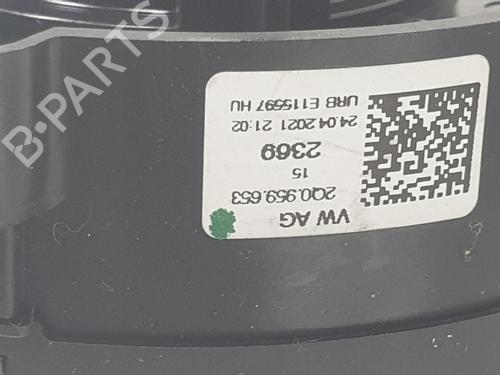 VW AG
2Q0.959.653
15
2369
24.04.2021 21:02
URB E115597 HU
B-PARTS